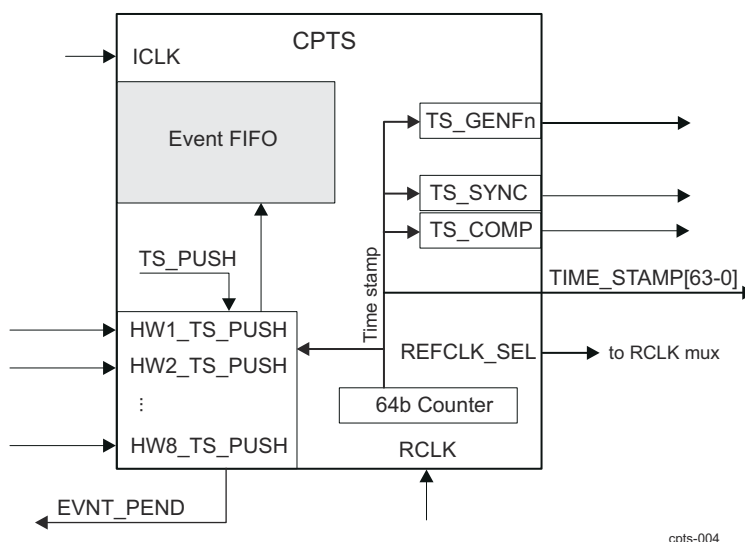 CPTS
ICLK
Event FIFO
TS_GENFn
TS_SYNC
TS_COMP
TS_PUSH
Time stamp
TIME_STAMP[63-0]
HW1_TS_PUSH
HW2_TS_PUSH
...
HW8_TS_PUSH
REFCLK_SEL
to RCLK mux
64b Counter
RCLK
EVNT_PEND
cpts-004